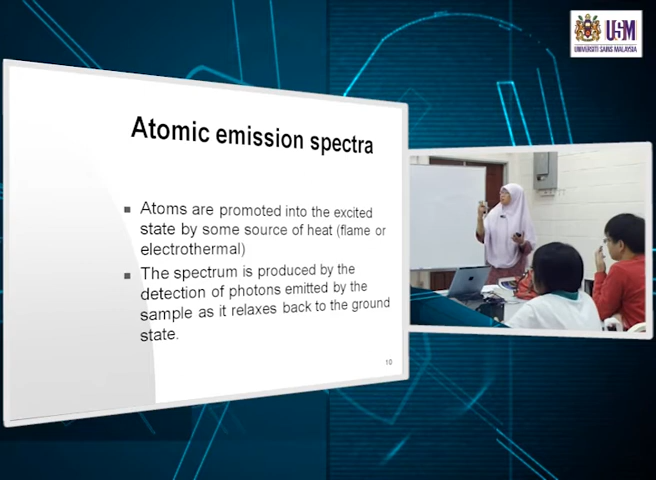 USM
UNIVERSITI SAINS MALAYSIA
Atomic emission spectra
Atoms are promoted into the excited
state by some source of heat (flame or
electrothermal)
The spectrum is produced by the
detection of photons emitted by the
sample as it relaxes back to the ground
state.
10